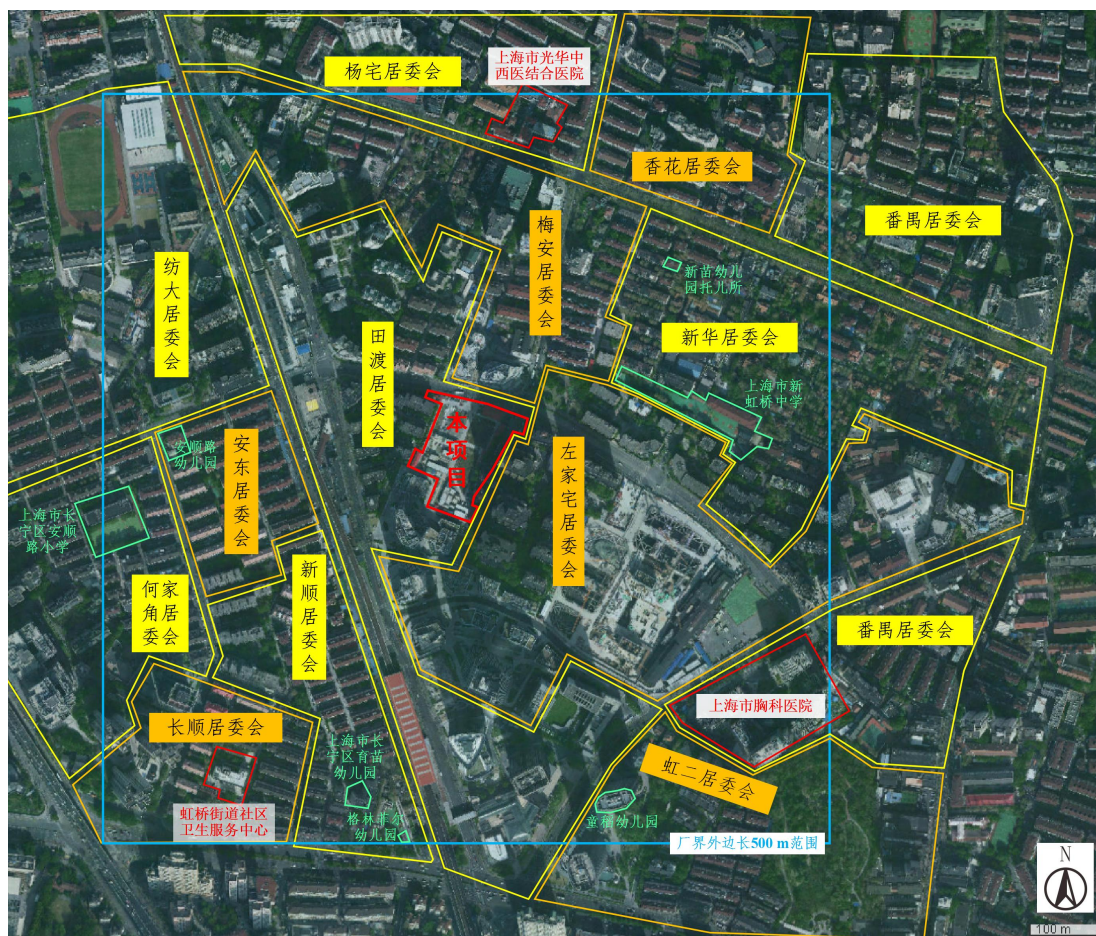 杨宅居委会
上海市光华中
西医结合医院
香花居委会
番禺居委会
梅安居委会
纺大居委会
新苗幼儿
园托儿所
新华居委会
田渡居委会
上海市新
虹桥中学
本项目
安顺路
幼儿园
安东居委会
左家宅居委会
上海市长
宁区安顺
路小学
新顺居委会
何家
角居
委会
番禺居委会
上海市胸科医院
长顺居委会
上海市长
宁区育苗
幼儿园
虹二居委会
虹桥街道社区
卫生服务中心
格林菲尔
幼儿园
童稻幼儿园
厂界外边长500 m范围
N
100 m